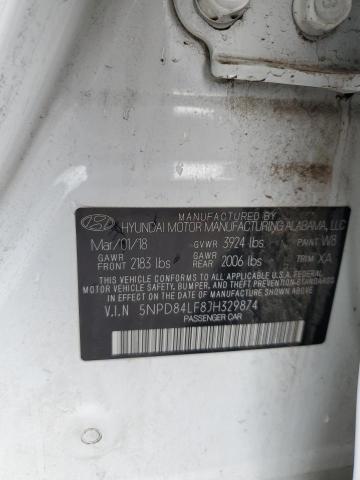 MANUFACTURED BY
HYUNDAI MOTOR MANUFACTURING ALABAMA, LLC
Mar/01/18 GVWR 3924 lbs PAINT W8
GAWR FRONT 2183 lbs GAWR REAR 2006 lbs TRIM XA
THIS VEHICLE CONFORMS TO ALL APPLICABLE U.S. FEDERAL
MOTOR VEHICLE SAFETY, BUMPER, AND THEFT PREVENTION
STANDARDS IN EFFECT ON THE DATE OF MANUFACTURE SHOWN ABOVE.
V.I.N 5NPD84LF8JH329874
PASSENGER CAR